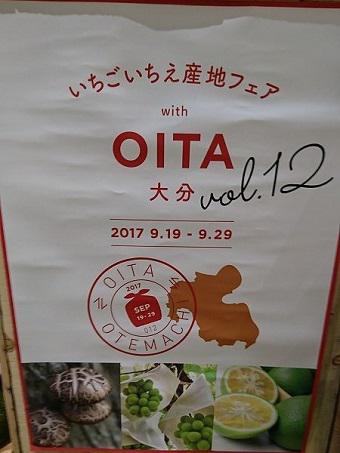 いちごいちえ産地フェア
with
OITA
大分
vol.12
2017 9.19 - 9.29
OITA
2017
SEP
19-29
012
OTEMACHI